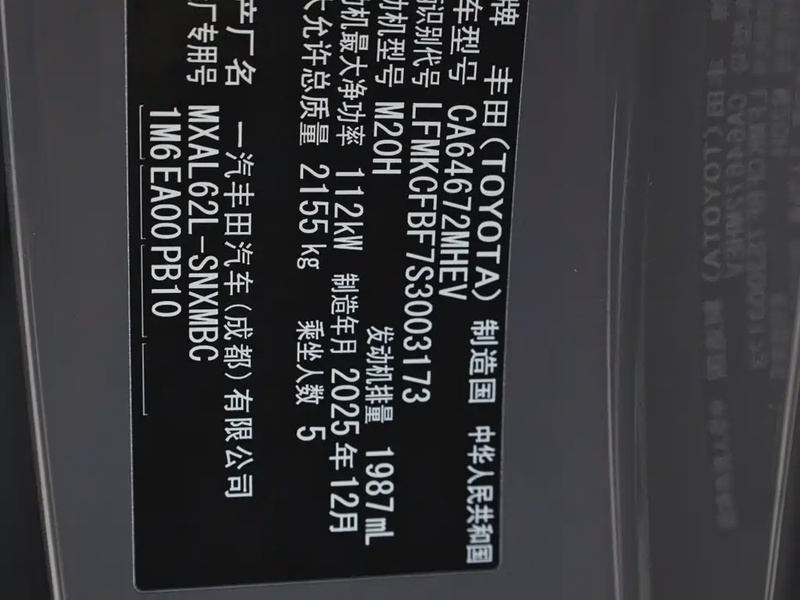 牌 丰田(TOYOTA) 制造国 中华人民共和国
车型号 CA64672MHEV
识别代号 LFMKCFBF7S3003173
动机型号 M20H 发动机排量 1987mL
动机最大净功率 112kW 制造年月 2025年12月
大允许总质量 2155kg 乘坐人数 5
产厂名 一汽丰田汽车(成都)有限公司
厂专用号 MXAL62L-SNXMBC
1M6 EA00 PB10